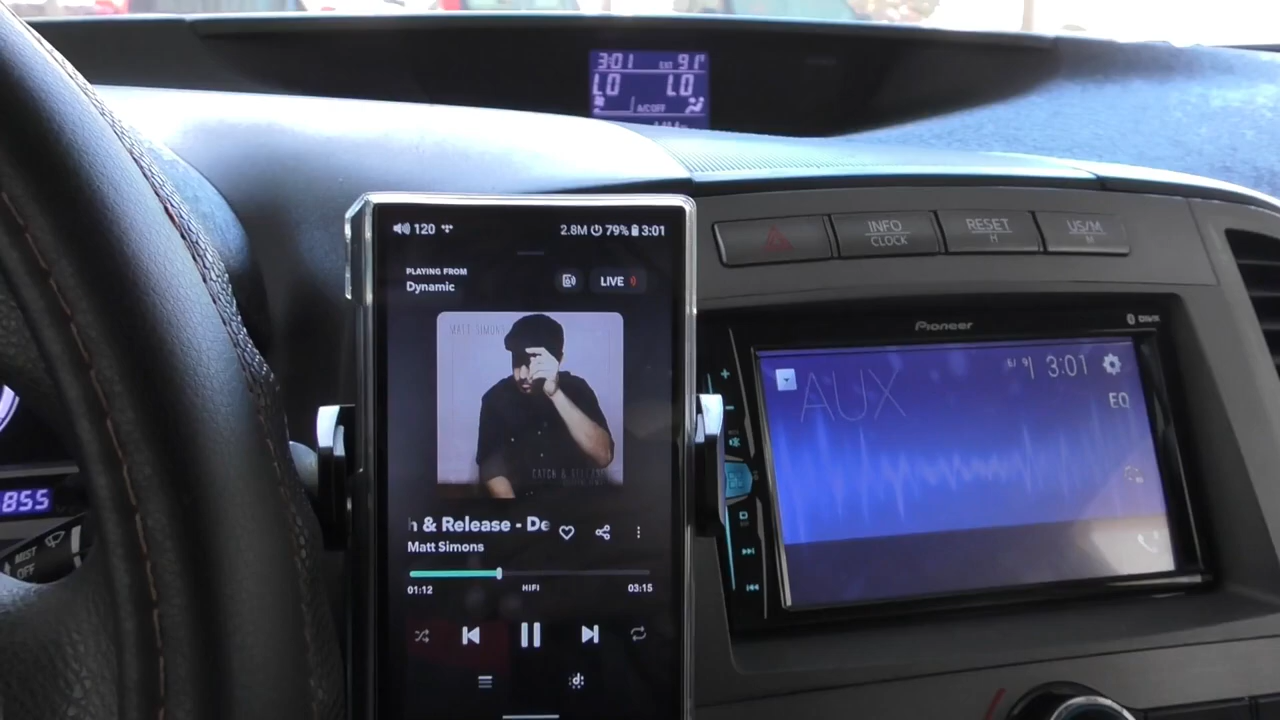 3:01 EXT 91°
LO LO
A/C OFF
120 2.8M 79% 3:01
PLAYING FROM
Dynamic
LIVE
MATT SIMONS
CATCH & RELEASE
h & Release - De
Matt Simons
01:12 HIFI 03:15
INFO
CLOCK
RESET
H
US/M
M
Pioneer
AUX
3:01
EQ
855
MIST
OFF